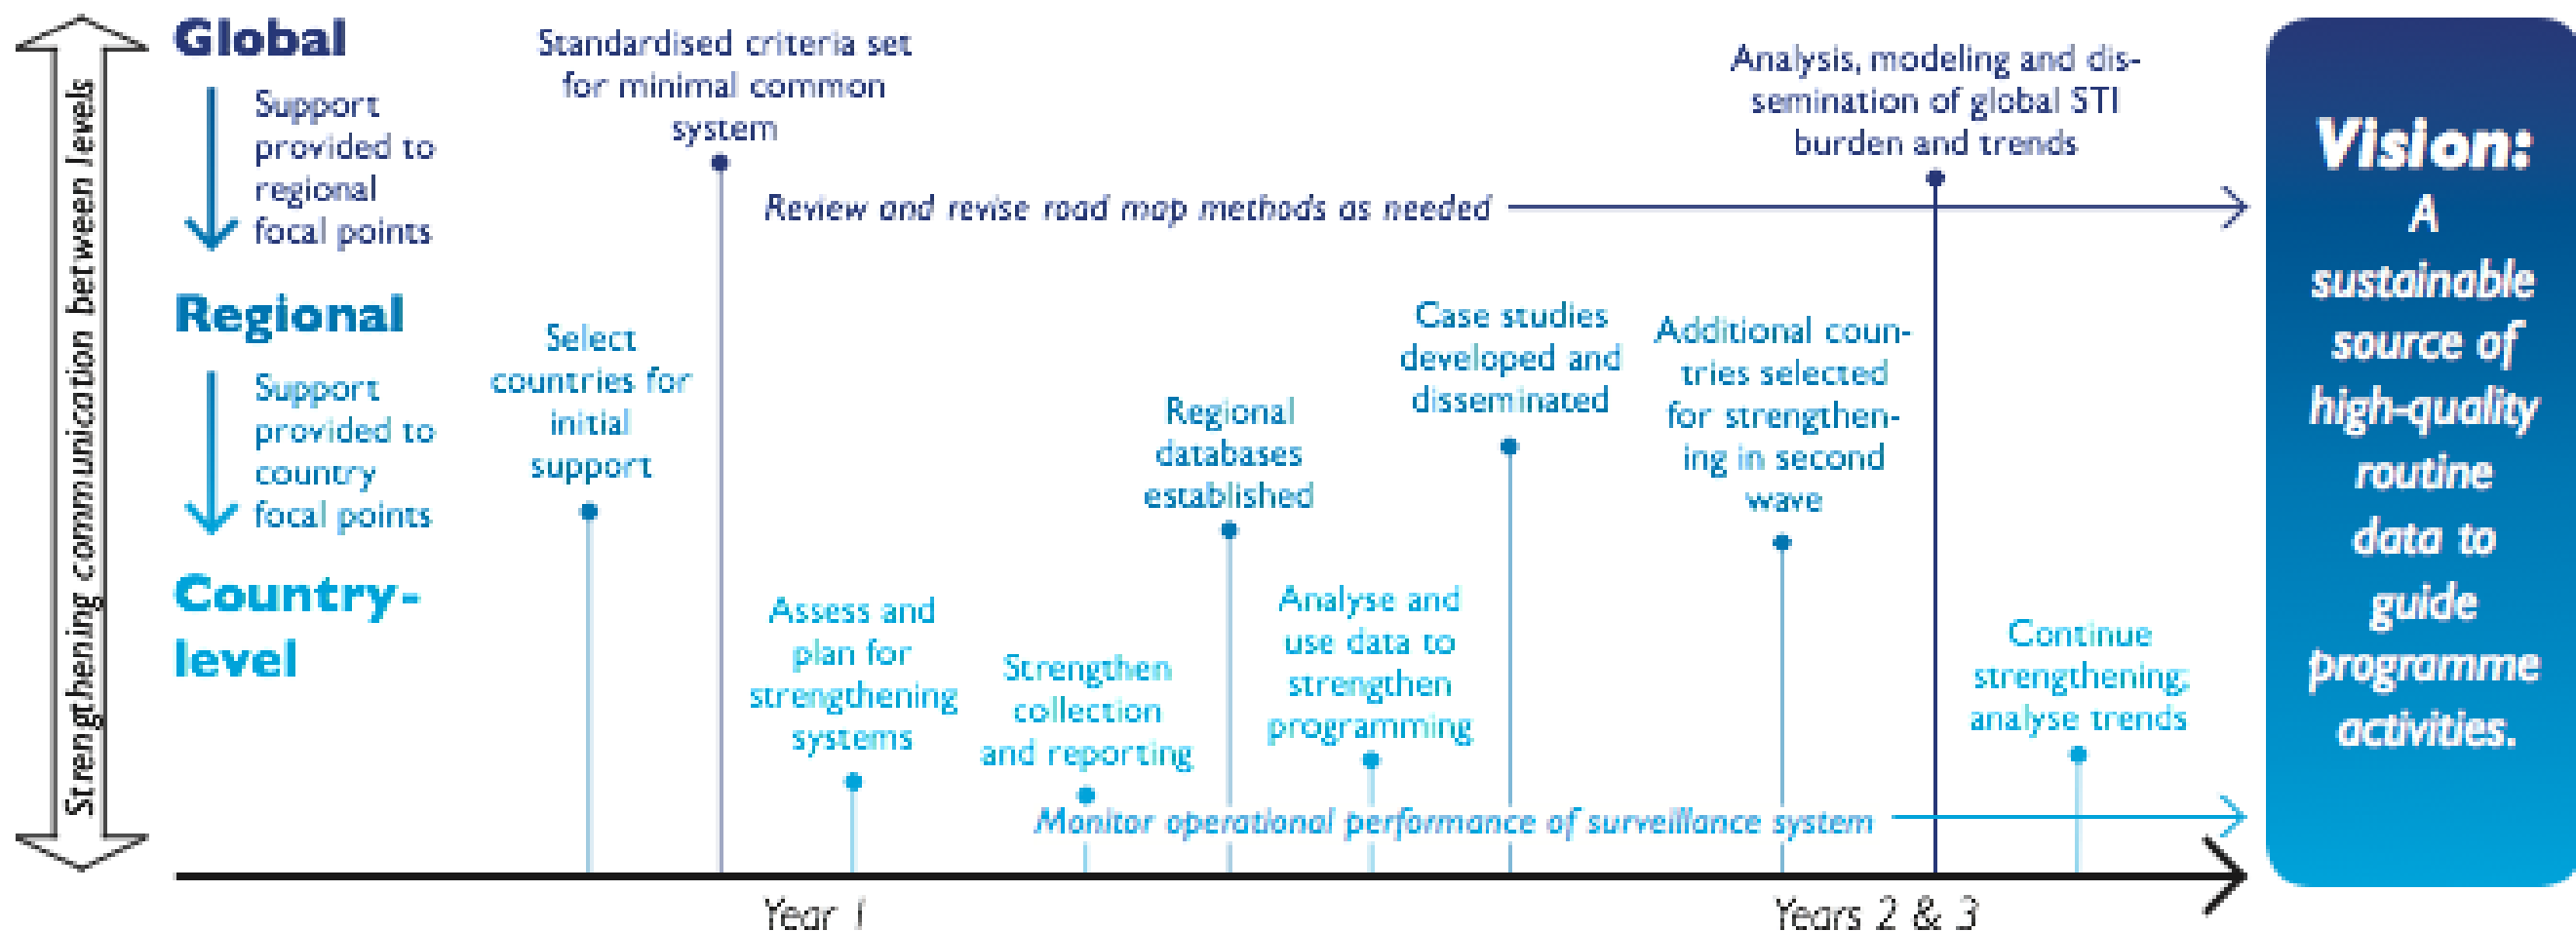 Strengthening communication between levels
Global
Support
provided to
regional
focal points
Regional
Support
provided to
country
focal points
Country-
level
Standardised criteria set
for minimal common
system
Analysis, modeling and dis-
semination of global STI
burden and trends
Review and revise road map methods as needed
Select
countries for
initial
support
Regional
databases
established
Case studies
developed and
disseminated
Additional coun-
tries selected
for strengthen-
ing in second
wave
Assess and
plan for
strengthening
systems
Strengthen
collection
and reporting
Analyse and
use data to
strengthen
programming
Continue
strengthening;
analyse trends
Monitor operational performance of surveillance system
Year 1
Years 2 & 3
Vision:
A
sustainable
source of
high-quality
routine
data to
guide
programme
activities.